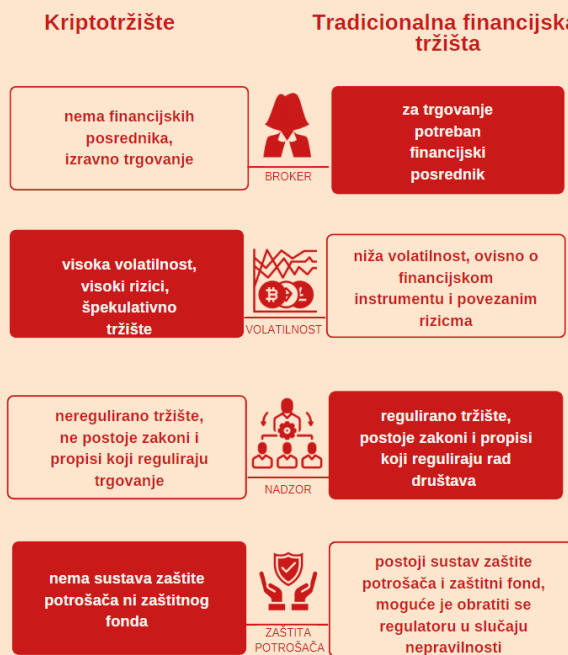 Kriptotržište
Tradicionalna financijska
tržišta
nema financijskih
posrednika,
izravno trgovanje
BROKER
za trgovanje
potreban
financijski
posrednik
visoka volatilnost,
visoki rizici,
špekulativno
tržište
VOLATILNOST
niža volatilnost, ovisno o
financijskom
instrumentu i povezanim
rizicma
neregulirano tržište,
ne postoje zakoni i
propisi koji reguliraju
trgovanje
NADZOR
regulirano tržište,
postoje zakoni i propisi
koji reguliraju rad
društava
nema sustava zaštite
potrošača ni zaštitnog
fonda
ZAŠTITA
POTROŠAČA
postoji sustav zaštite
potrošača i zaštitni fond,
moguće je obratiti se
regulatoru u slučaju
nepravilnosti